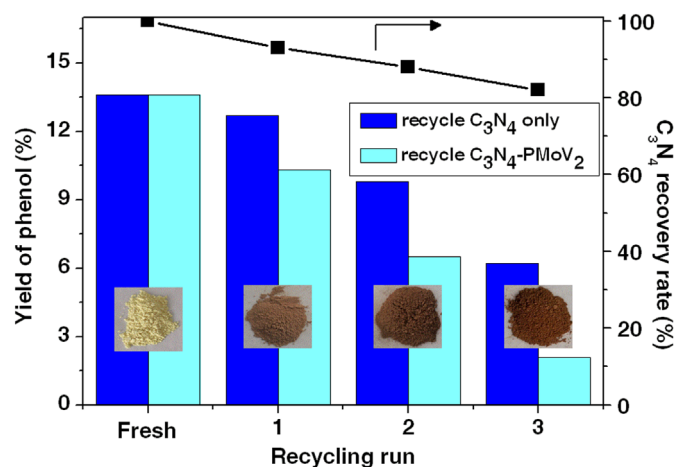 Yield of phenol (%)
15
12
9
6
3
0
100
80
60
40
20
0
C₃N₄ recovery rate (%)
recycle C₃N₄ only
recycle C₃N₄-PMoV₂
Fresh
1
2
3
Recycling run